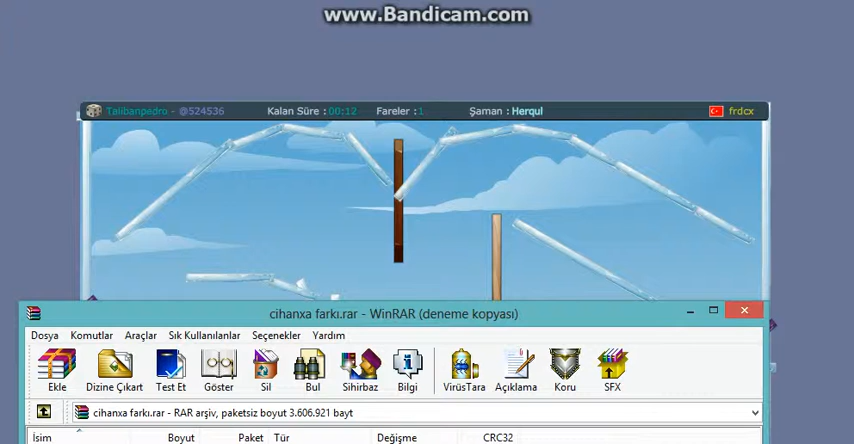 www.Bandicam.com
Talibanpedro - @524536 Kalan Süre : 00:12 Fareler : 1 Şaman : Herqul frdcx
cihanxa farkı.rar - WinRAR (deneme kopyası)
Dosya Komutlar Araçlar Sık Kullanılanlar Seçenekler Yardım
Ekle Dizine Çıkart Test Et Göster Sil Bul Sihirbaz Bilgi VirüsTara Açıklama Koru SFX
cihanxa farkı.rar - RAR arşiv, paketsiz boyut 3.606.921 bayt
İsim Boyut Paket Tür Değişme CRC32